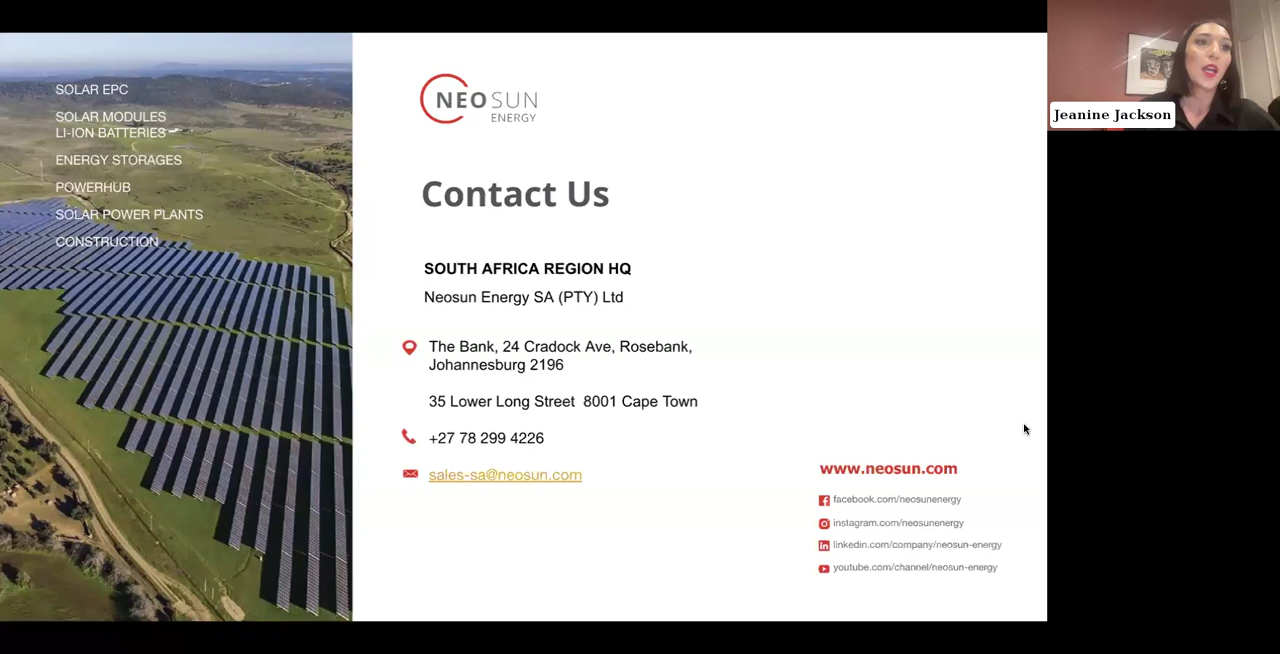 SOLAR EPC
SOLAR MODULES
LI-ION BATTERIES
ENERGY STORAGES
POWERHUB
SOLAR POWER PLANTS
CONSTRUCTION
NEOSUN
ENERGY
Contact Us
SOUTH AFRICA REGION HQ
Neosun Energy SA (PTY) Ltd
The Bank, 24 Cradock Ave, Rosebank,
Johannesburg 2196
35 Lower Long Street 8001 Cape Town
+27 78 299 4226
sales-sa@neosun.com
www.neosun.com
facebook.com/neosunenergy
instagram.com/neosunenergy
linkedin.com/company/neosun-energy
youtube.com/channel/neosun-energy
Jeanine Jackson